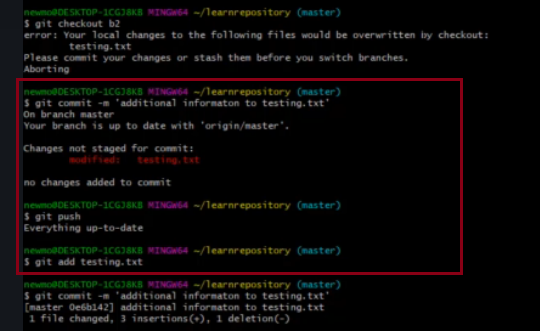 newmo@DESKTOP-1CGJ8KB MINGW64 ~/learnrepository (master)
$ git checkout b2
error: Your local changes to the following files would be overwritten by checkout:
testing.txt
Please commit your changes or stash them before you switch branches.
Aborting
newmo@DESKTOP-1CGJ8KB MINGW64 ~/learnrepository (master)
$ git commit -m 'additional informaton to testing.txt'
On branch master
Your branch is up to date with 'origin/master'.
Changes not staged for commit:
modified: testing.txt
no changes added to commit
newmo@DESKTOP-1CGJ8KB MINGW64 ~/learnrepository (master)
$ git push
Everything up-to-date
newmo@DESKTOP-1CGJ8KB MINGW64 ~/learnrepository (master)
$ git add testing.txt
newmo@DESKTOP-1CGJ8KB MINGW64 ~/learnrepository (master)
$ git commit -m 'additional informaton to testing.txt'
[master 0e6b142] additional informaton to testing.txt
1 file changed, 3 insertions(+), 1 deletion(-)